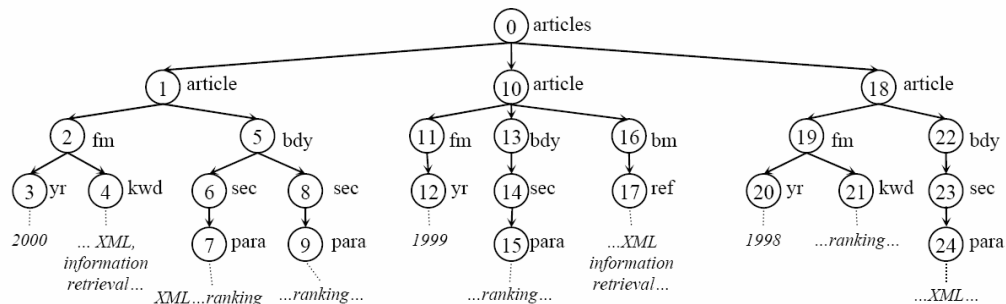 0 articles
1 article 10 article 18 article
2 fm 5 bdy 11 fm 13 bdy 16 bm 19 fm 22 bdy
3 yr 4 kwd 6 sec 8 sec 12 yr 14 sec 17 ref 20 yr 21 kwd 23 sec
2000 ... XML, 7 para 9 para 1999 15 para ...XML 1998 ...ranking... 24 para
information information
retrieval... XML...ranking ...ranking... ...ranking... retrieval... ...XML...